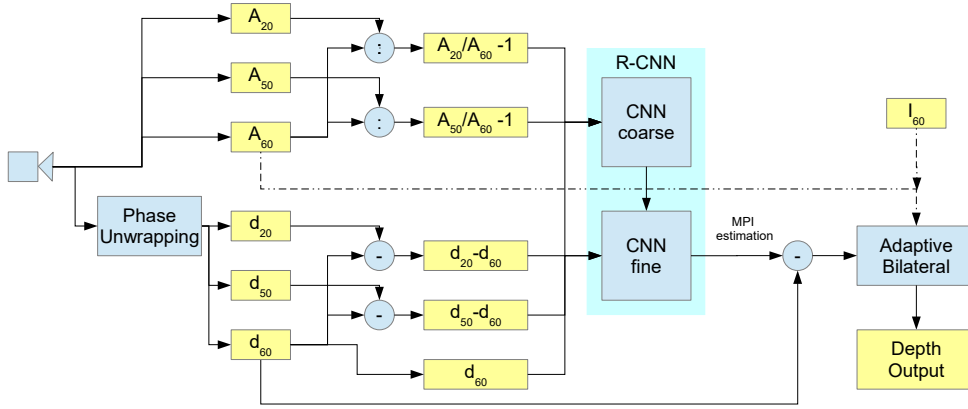 A20
:
A20/A60 -1
R-CNN
A50
:
A50/A60 -1
CNN
coarse
I60
A60
Phase
Unwrapping
d20
-
d20-d60
CNN
fine
MPI
estimation
-
Adaptive
Bilateral
d50
-
d50-d60
d60
d60
Depth
Output